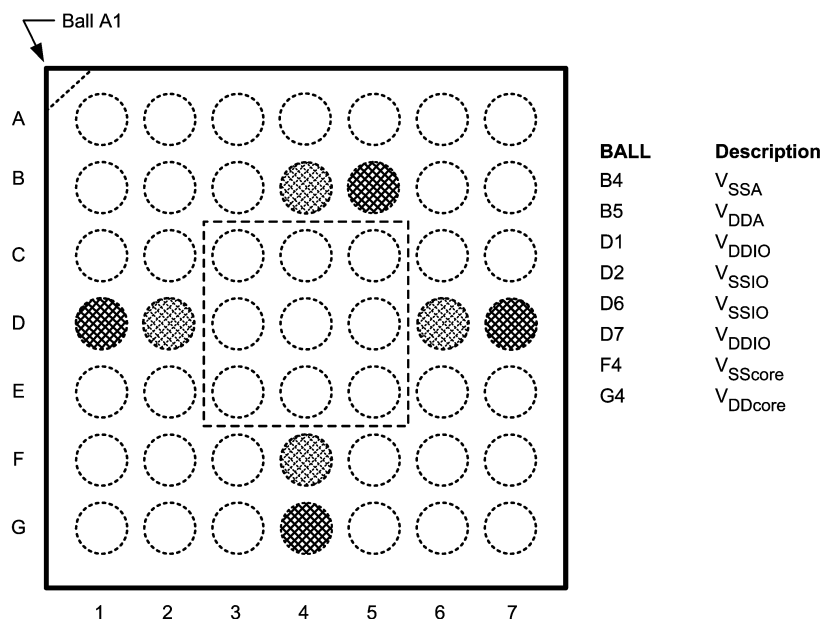 Ball A1
A
B
C
D
E
F
G
1 2 3 4 5 6 7
BALL Description
B4 VSSA
B5 VDDA
D1 VDDIO
D2 VSSIO
D6 VSSIO
D7 VDDIO
F4 VSScore
G4 VDDcore